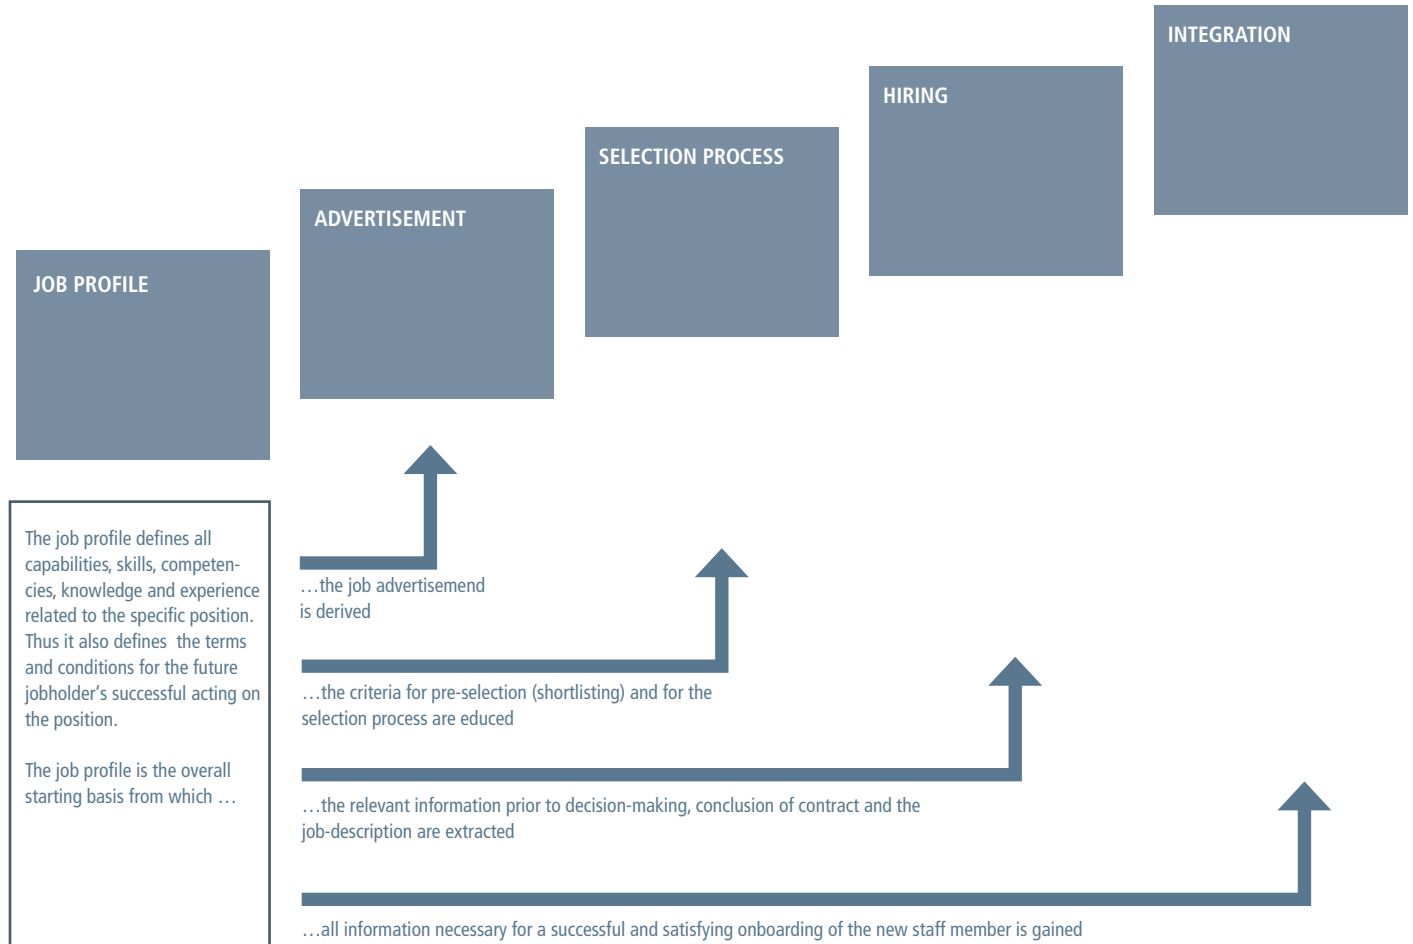 INTEGRATION
HIRING
SELECTION PROCESS
ADVERTISEMENT
JOB PROFILE
The job profile defines all
capabilities, skills, competen-
cies, knowledge and experience
related to the specific position.
Thus it also defines  the terms
and conditions for the future
jobholder’s successful acting on
the position.
The job profile is the overall
starting basis from which …
…the job advertisemend
is derived
…the criteria for pre-selection (shortlisting) and for the
selection process are educed
…the relevant information prior to decision-making, conclusion of contract and the
job-description are extracted
…all information necessary for a successful and satisfying onboarding of the new staff member is gained